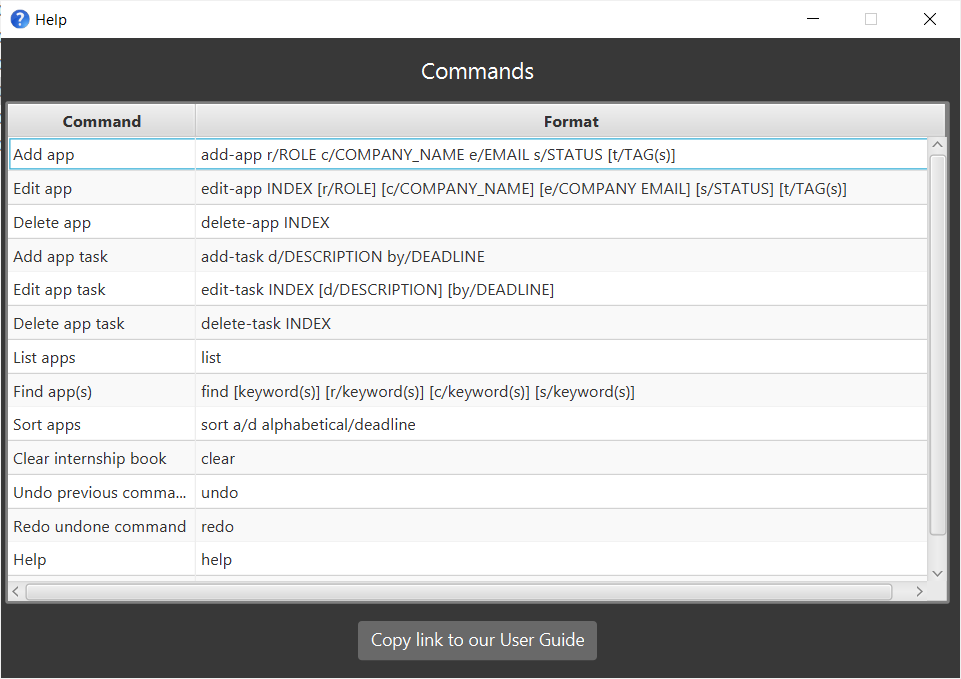 Help
Commands
Command Format
Add app add-app r/ROLE c/COMPANY_NAME e/EMAIL s/STATUS [t/TAG(s)]
Edit app edit-app INDEX [r/ROLE] [c/COMPANY_NAME] [e/COMPANY EMAIL] [s/STATUS] [t/TAG(s)]
Delete app delete-app INDEX
Add app task add-task d/DESCRIPTION by/DEADLINE
Edit app task edit-task INDEX [d/DESCRIPTION] [by/DEADLINE]
Delete app task delete-task INDEX
List apps list
Find app(s) find [keyword(s)] [r/keyword(s)] [c/keyword(s)] [s/keyword(s)]
Sort apps sort a/d alphabetical/deadline
Clear internship book clear
Undo previous comma... undo
Redo undone command redo
Help help
Copy link to our User Guide